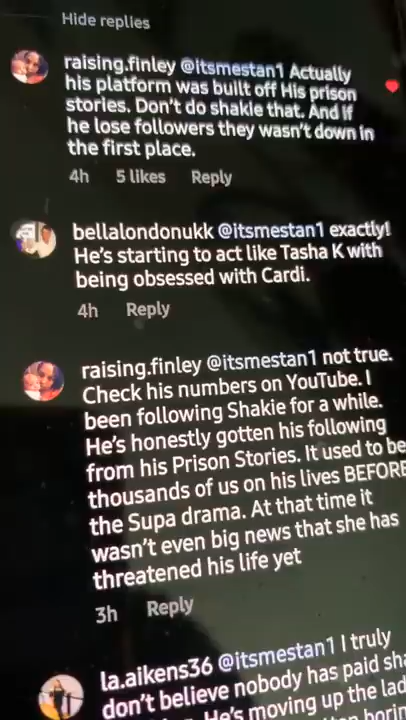 Hide replies
raising.finley @itsmestan1 Actually
his platform was built off His prison
stories. Don't do shakie that. And if
he lose followers they wasn't down in
the first place.
4h 5 likes Reply
bellalondonukk @itsmestan1 exactly!
He's starting to act like Tasha K with
being obsessed with Cardi.
4h Reply
raising.finley @itsmestan1 not true.
Check his numbers on YouTube. I
been following Shakie for a while.
He's honestly gotten his following
from his Prison Stories. It used to be
thousands of us on his lives BEFORE
the Supa drama. At that time it
wasn't even big news that she has
threatened his life yet
3h Reply
la.aikens36 @itsmestan1 I truly
don't believe nobody has paid sha
He's moving up the lad